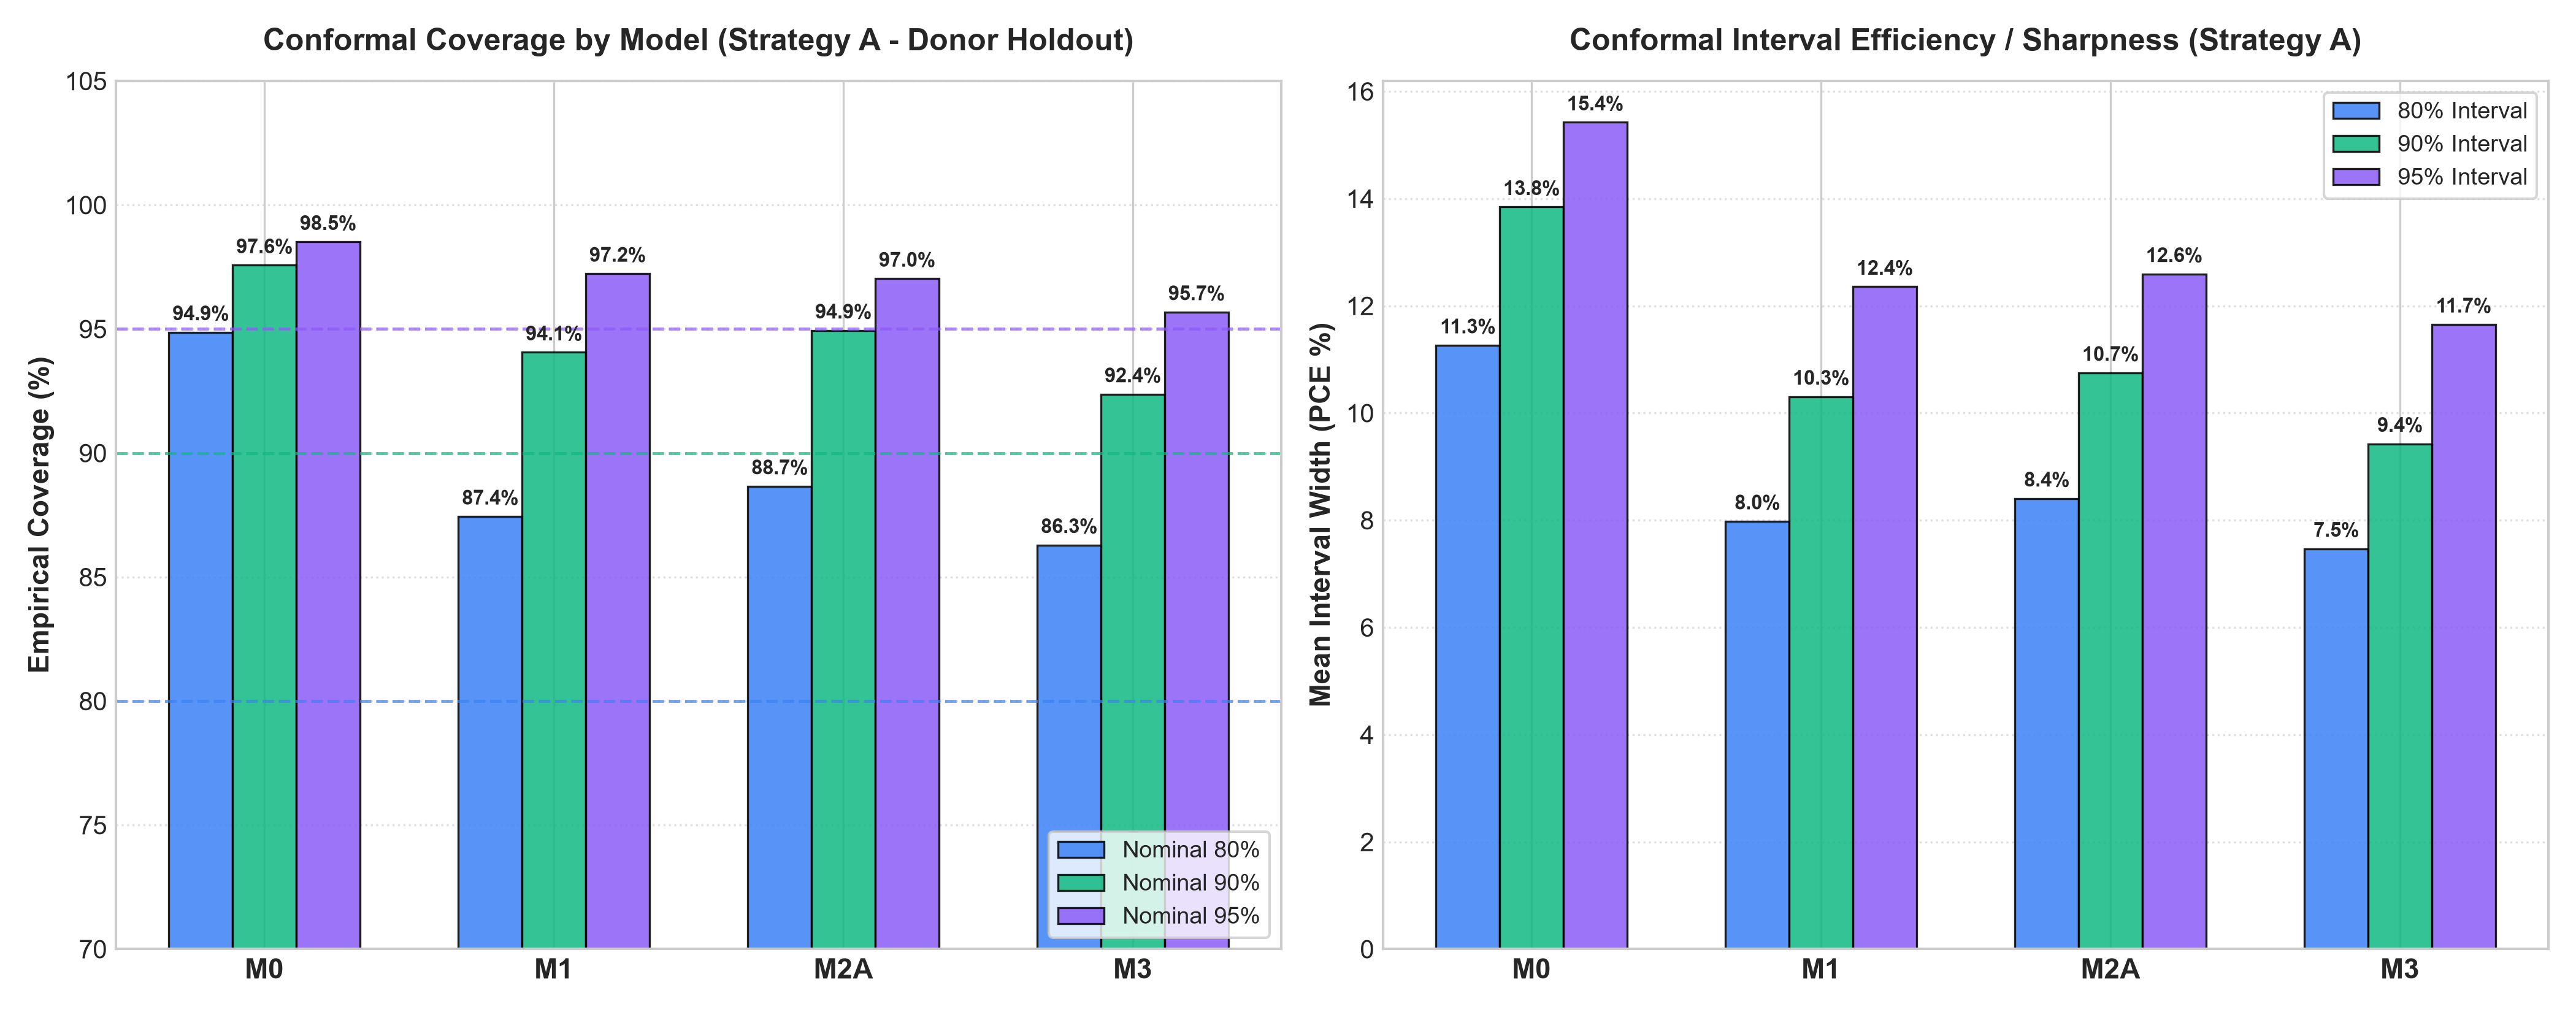 Conformal Coverage by Model (Strategy A - Donor Holdout)
Empirical Coverage (%)
105
100
95
90
85
80
75
70
94.9%
97.6%
98.5%
87.4%
94.1%
97.2%
88.7%
94.9%
97.0%
86.3%
92.4%
95.7%
Nominal 80%
Nominal 90%
Nominal 95%
M0
M1
M2A
M3
Conformal Interval Efficiency / Sharpness (Strategy A)
Mean Interval Width (PCE %)
16
14
12
10
8
6
4
2
0
11.3%
13.8%
15.4%
8.0%
10.3%
12.4%
8.4%
10.7%
12.6%
7.5%
9.4%
11.7%
80% Interval
90% Interval
95% Interval
M0
M1
M2A
M3